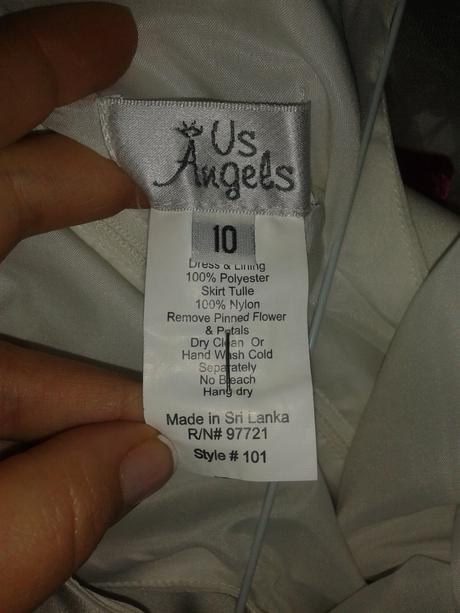 Us
Angels
10
Dress & Lining
100% Polyester
Skirt Tulle
100% Nylon
Remove Pinned Flower
& Petals
Dry Clean Or
Hand Wash Cold
Separately
No Bleach
Hang dry
Made in Sri Lanka
R/N# 97721
Style # 101